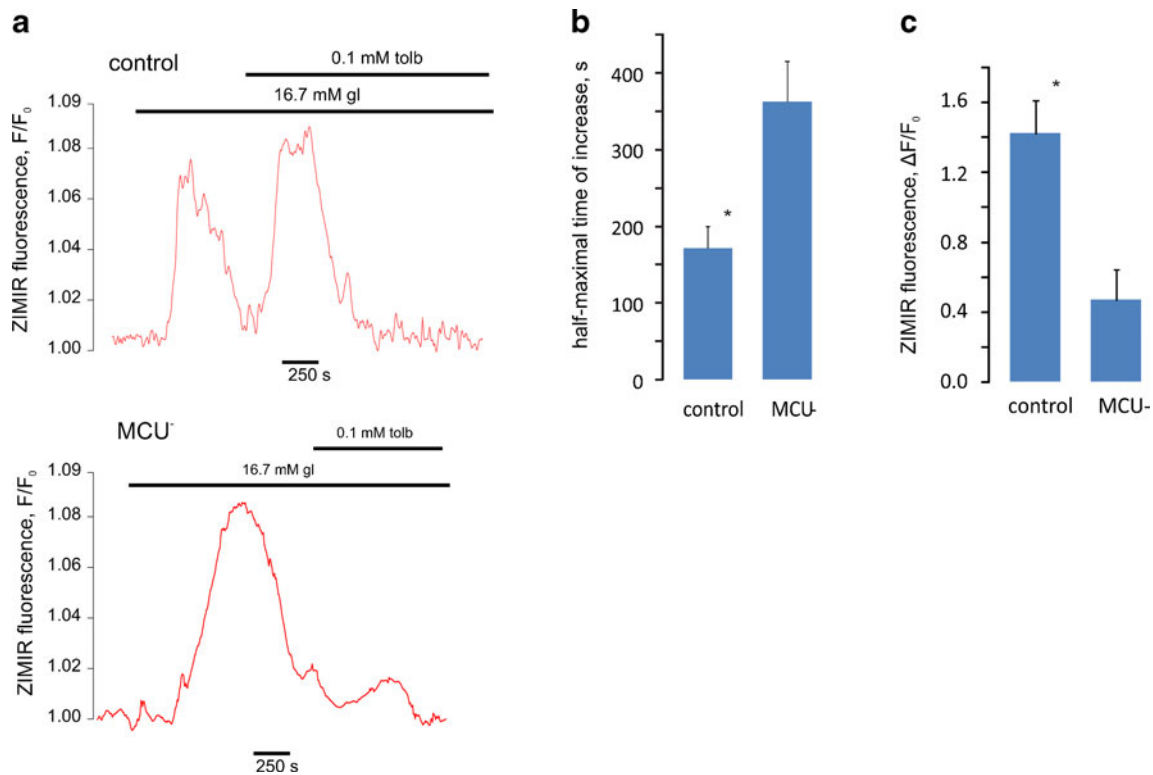 a
control
0.1 mM tolb
16.7 mM gl
ZIMIR fluorescence, F/F₀
1.09
1.08
1.06
1.04
1.02
1.00
250 s
MCU⁻
0.1 mM tolb
16.7 mM gl
ZIMIR fluorescence, F/F₀
1.09
1.08
1.06
1.04
1.02
1.00
250 s
b
half-maximal time of increase, s
400
350
300
250
200
150
100
0
*
control
MCU-
c
ZIMIR fluorescence, ΔF/F₀
1.6
1.2
0.8
0.4
0.0
*
control
MCU-